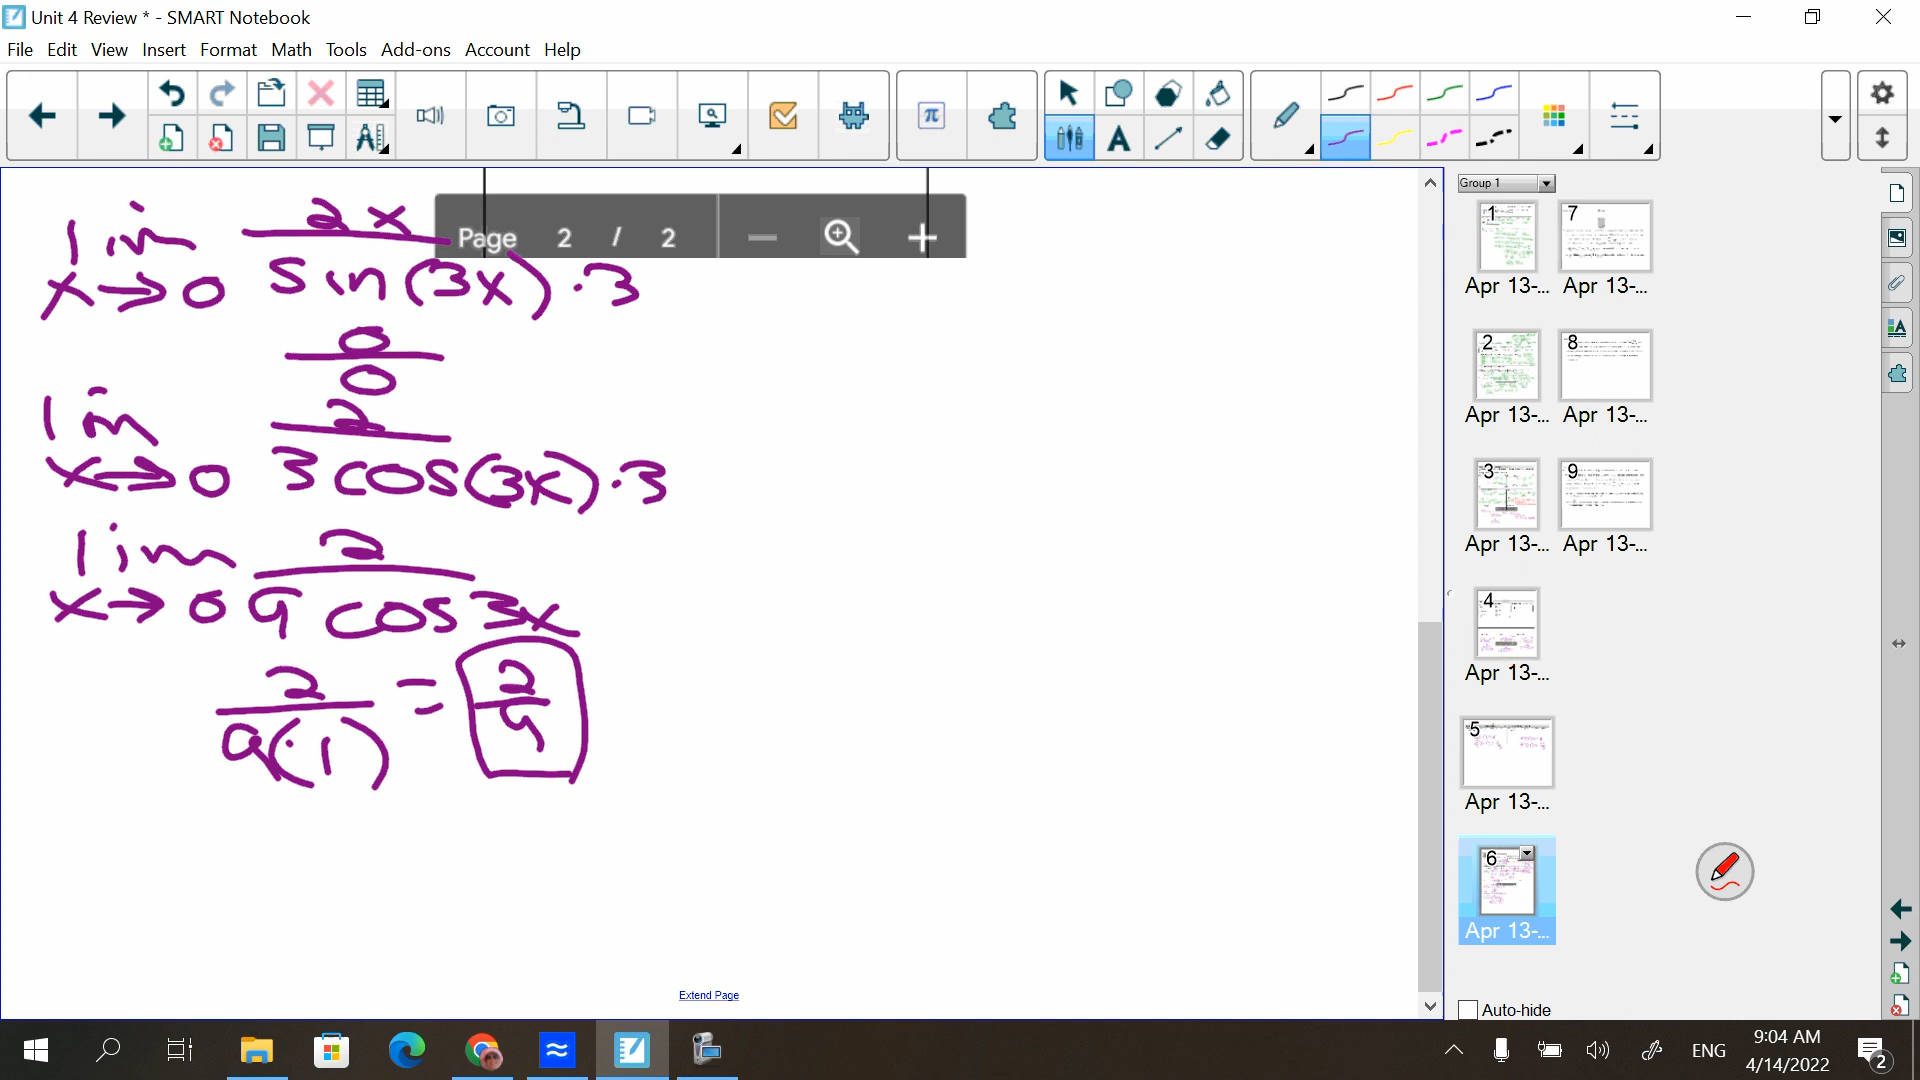 Unit 4 Review * - SMART Notebook
File Edit View Insert Format Math Tools Add-ons Account Help
Group 1
Page 2 / 2
lim 2x
x→0 sin(3x)·3
0
0
lim 2
x→0 3cos(3x)·3
lim 2
x→0 9 cos 3x
2 = 2
9(1) 9
Extend Page
1 7
Apr 13-... Apr 13-...
2 8
Apr 13-... Apr 13-...
3 9
Apr 13-... Apr 13-...
4
Apr 13-...
5
Apr 13-...
6
Apr 13-...
Auto-hide
ENG
9:04 AM
4/14/2022
2